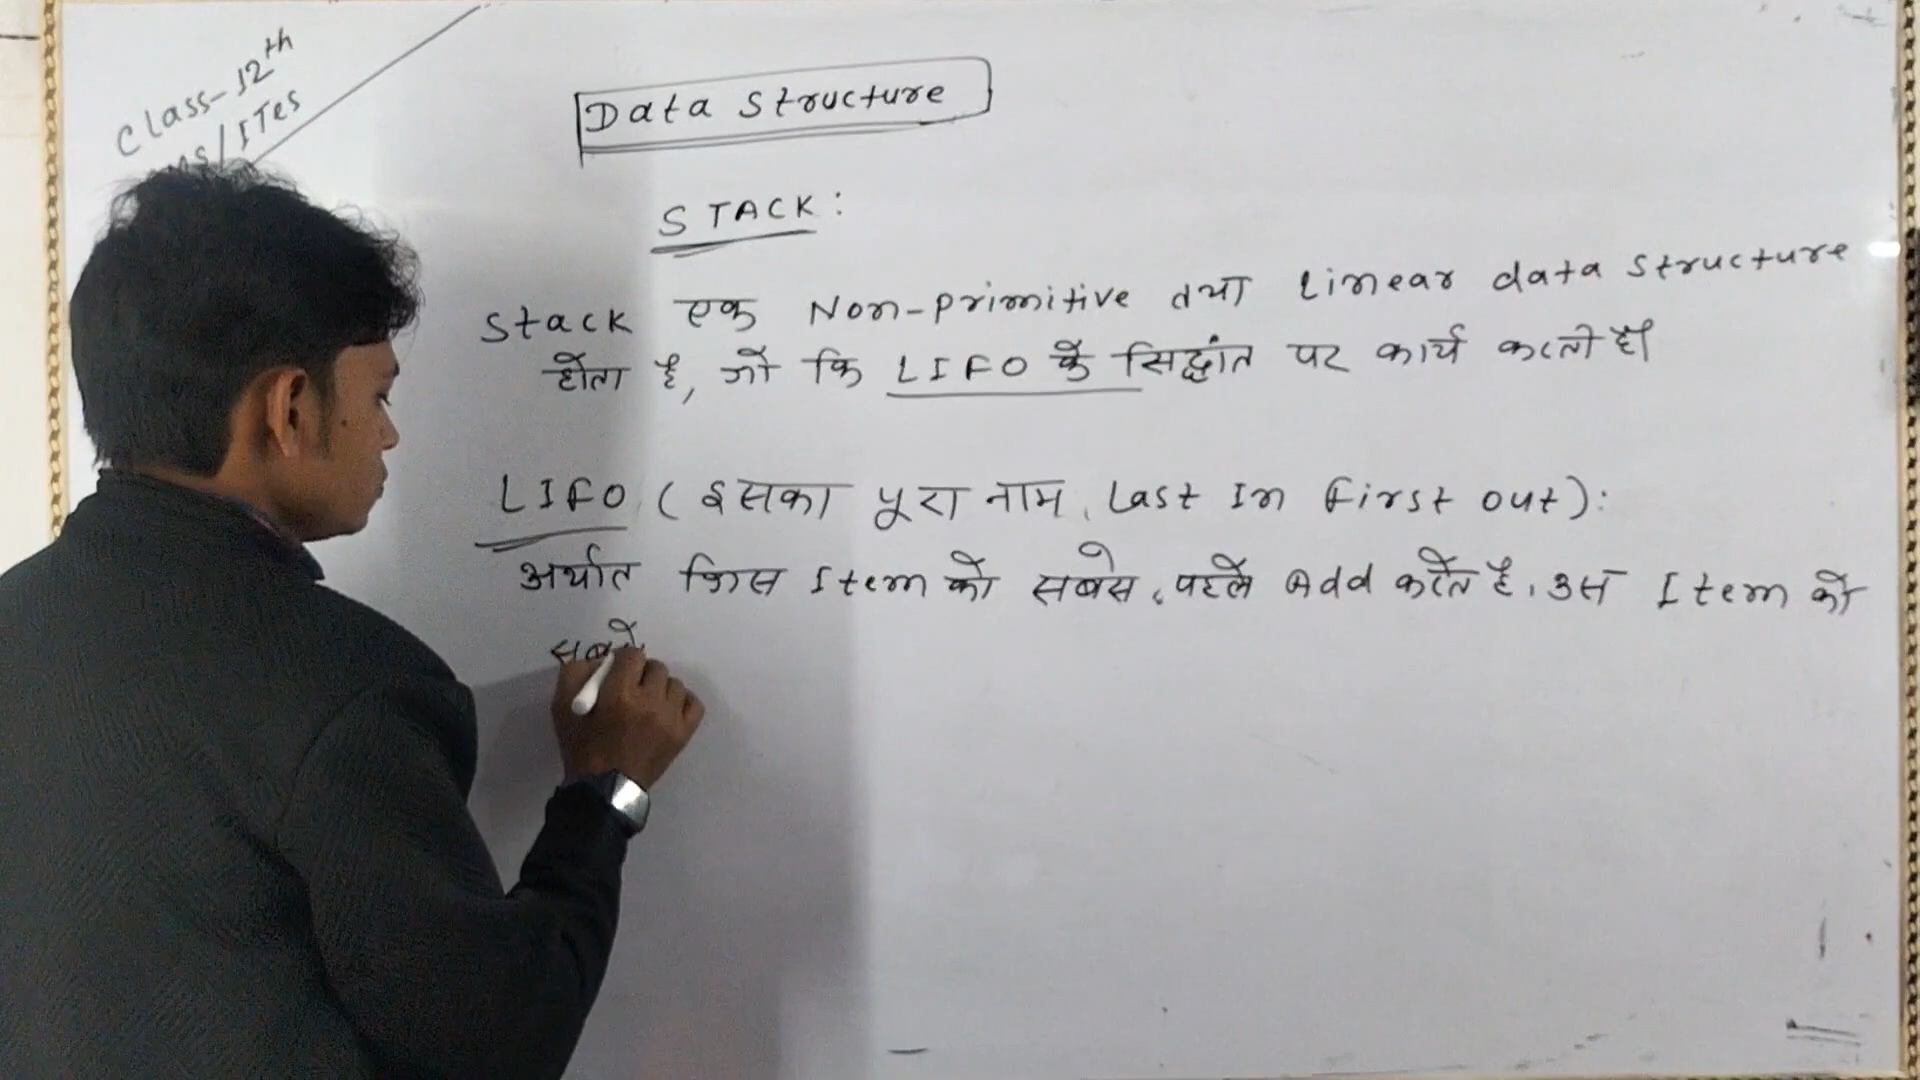 Class-12th
/ITes
Data Structure
STACK:
Stack एक Non-primitive तथा Linear data structure
होता है, जो कि LIFO के सिद्धांत पर कार्य करती है।
LIFO (इसका पूरा नाम, Last In First out):
अर्थात जिस Item को सबसे पहले Add करते है, उस Item को
सबसे